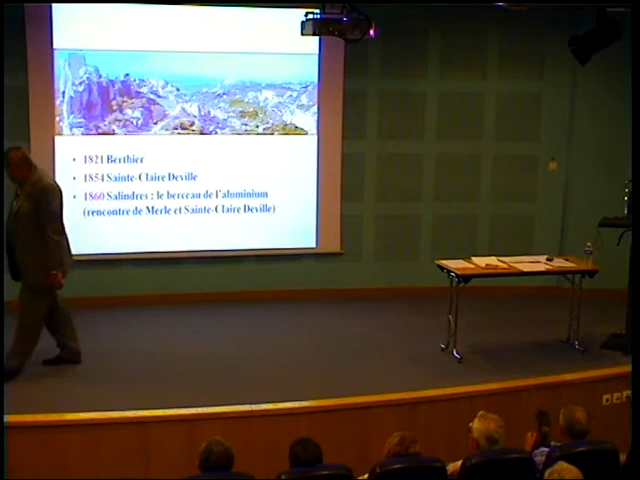 • 1821 Berthier
• 1854 Sainte-Claire Deville
• 1860 Salindres : le berceau de l'aluminium
(rencontre de Merle et Sainte-Claire Deville)